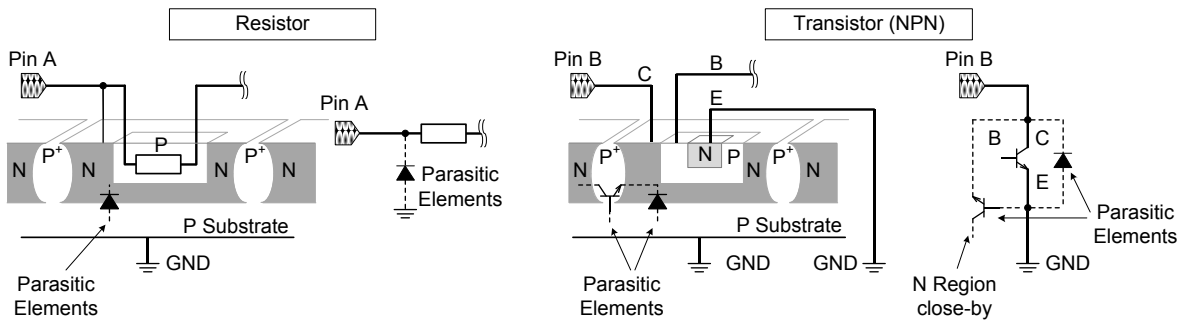 Resistor
Transistor (NPN)
Pin A
Pin A
Pin B
C
B
E
Pin B
N
P+
N
P
P+
N
N
Parasitic
Elements
P Substrate
GND
Parasitic
Elements
N
P+
N
N
P
P+
N
N
P Substrate
GND
GND
Parasitic
Elements
B
C
E
Parasitic
Elements
N Region
close-by